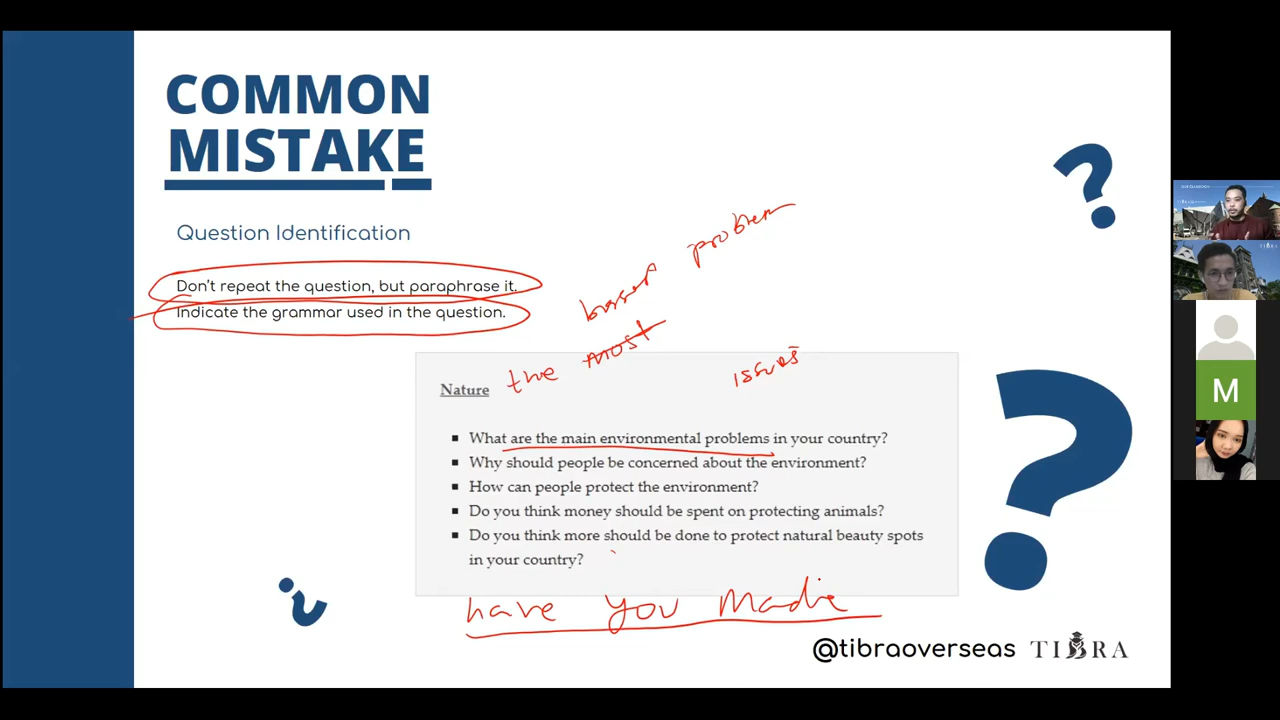 COMMON
MISTAKE
Question Identification
Don't repeat the question, but paraphrase it.
Indicate the grammar used in the question.
problem
most
the
issues
Nature
▪ What are the main environmental problems in your country?
▪ Why should people be concerned about the environment?
▪ How can people protect the environment?
▪ Do you think money should be spent on protecting animals?
▪ Do you think more should be done to protect natural beauty spots
in your country?
have you made
@tibraoverseas TIBRA
M